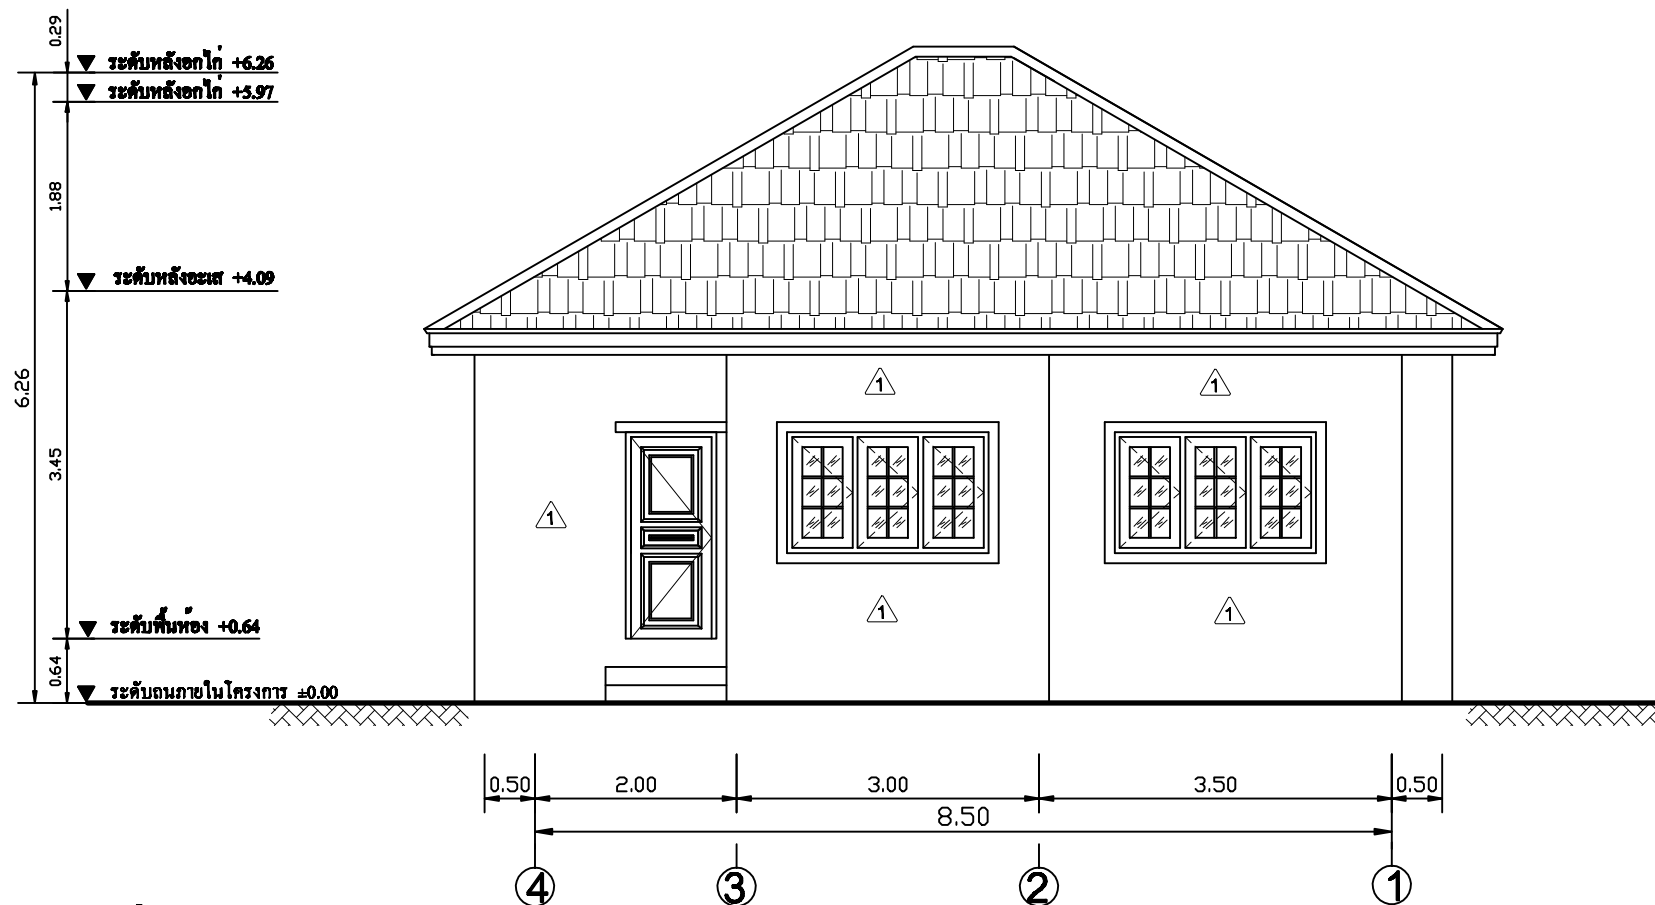 0.29
ระดับหลังอกไก่ +6.26
ระดับหลังอกไก่ +5.97
1.88
ระดับหลังอะเส +4.09
6.26
1
1
3.45
1
1
1
ระดับพื้นห้อง +0.64
0.64
ระดับถนนภายในโครงการ ±0.00
0.50 2.00 3.00 3.50 0.50
8.50
4 3 2 1